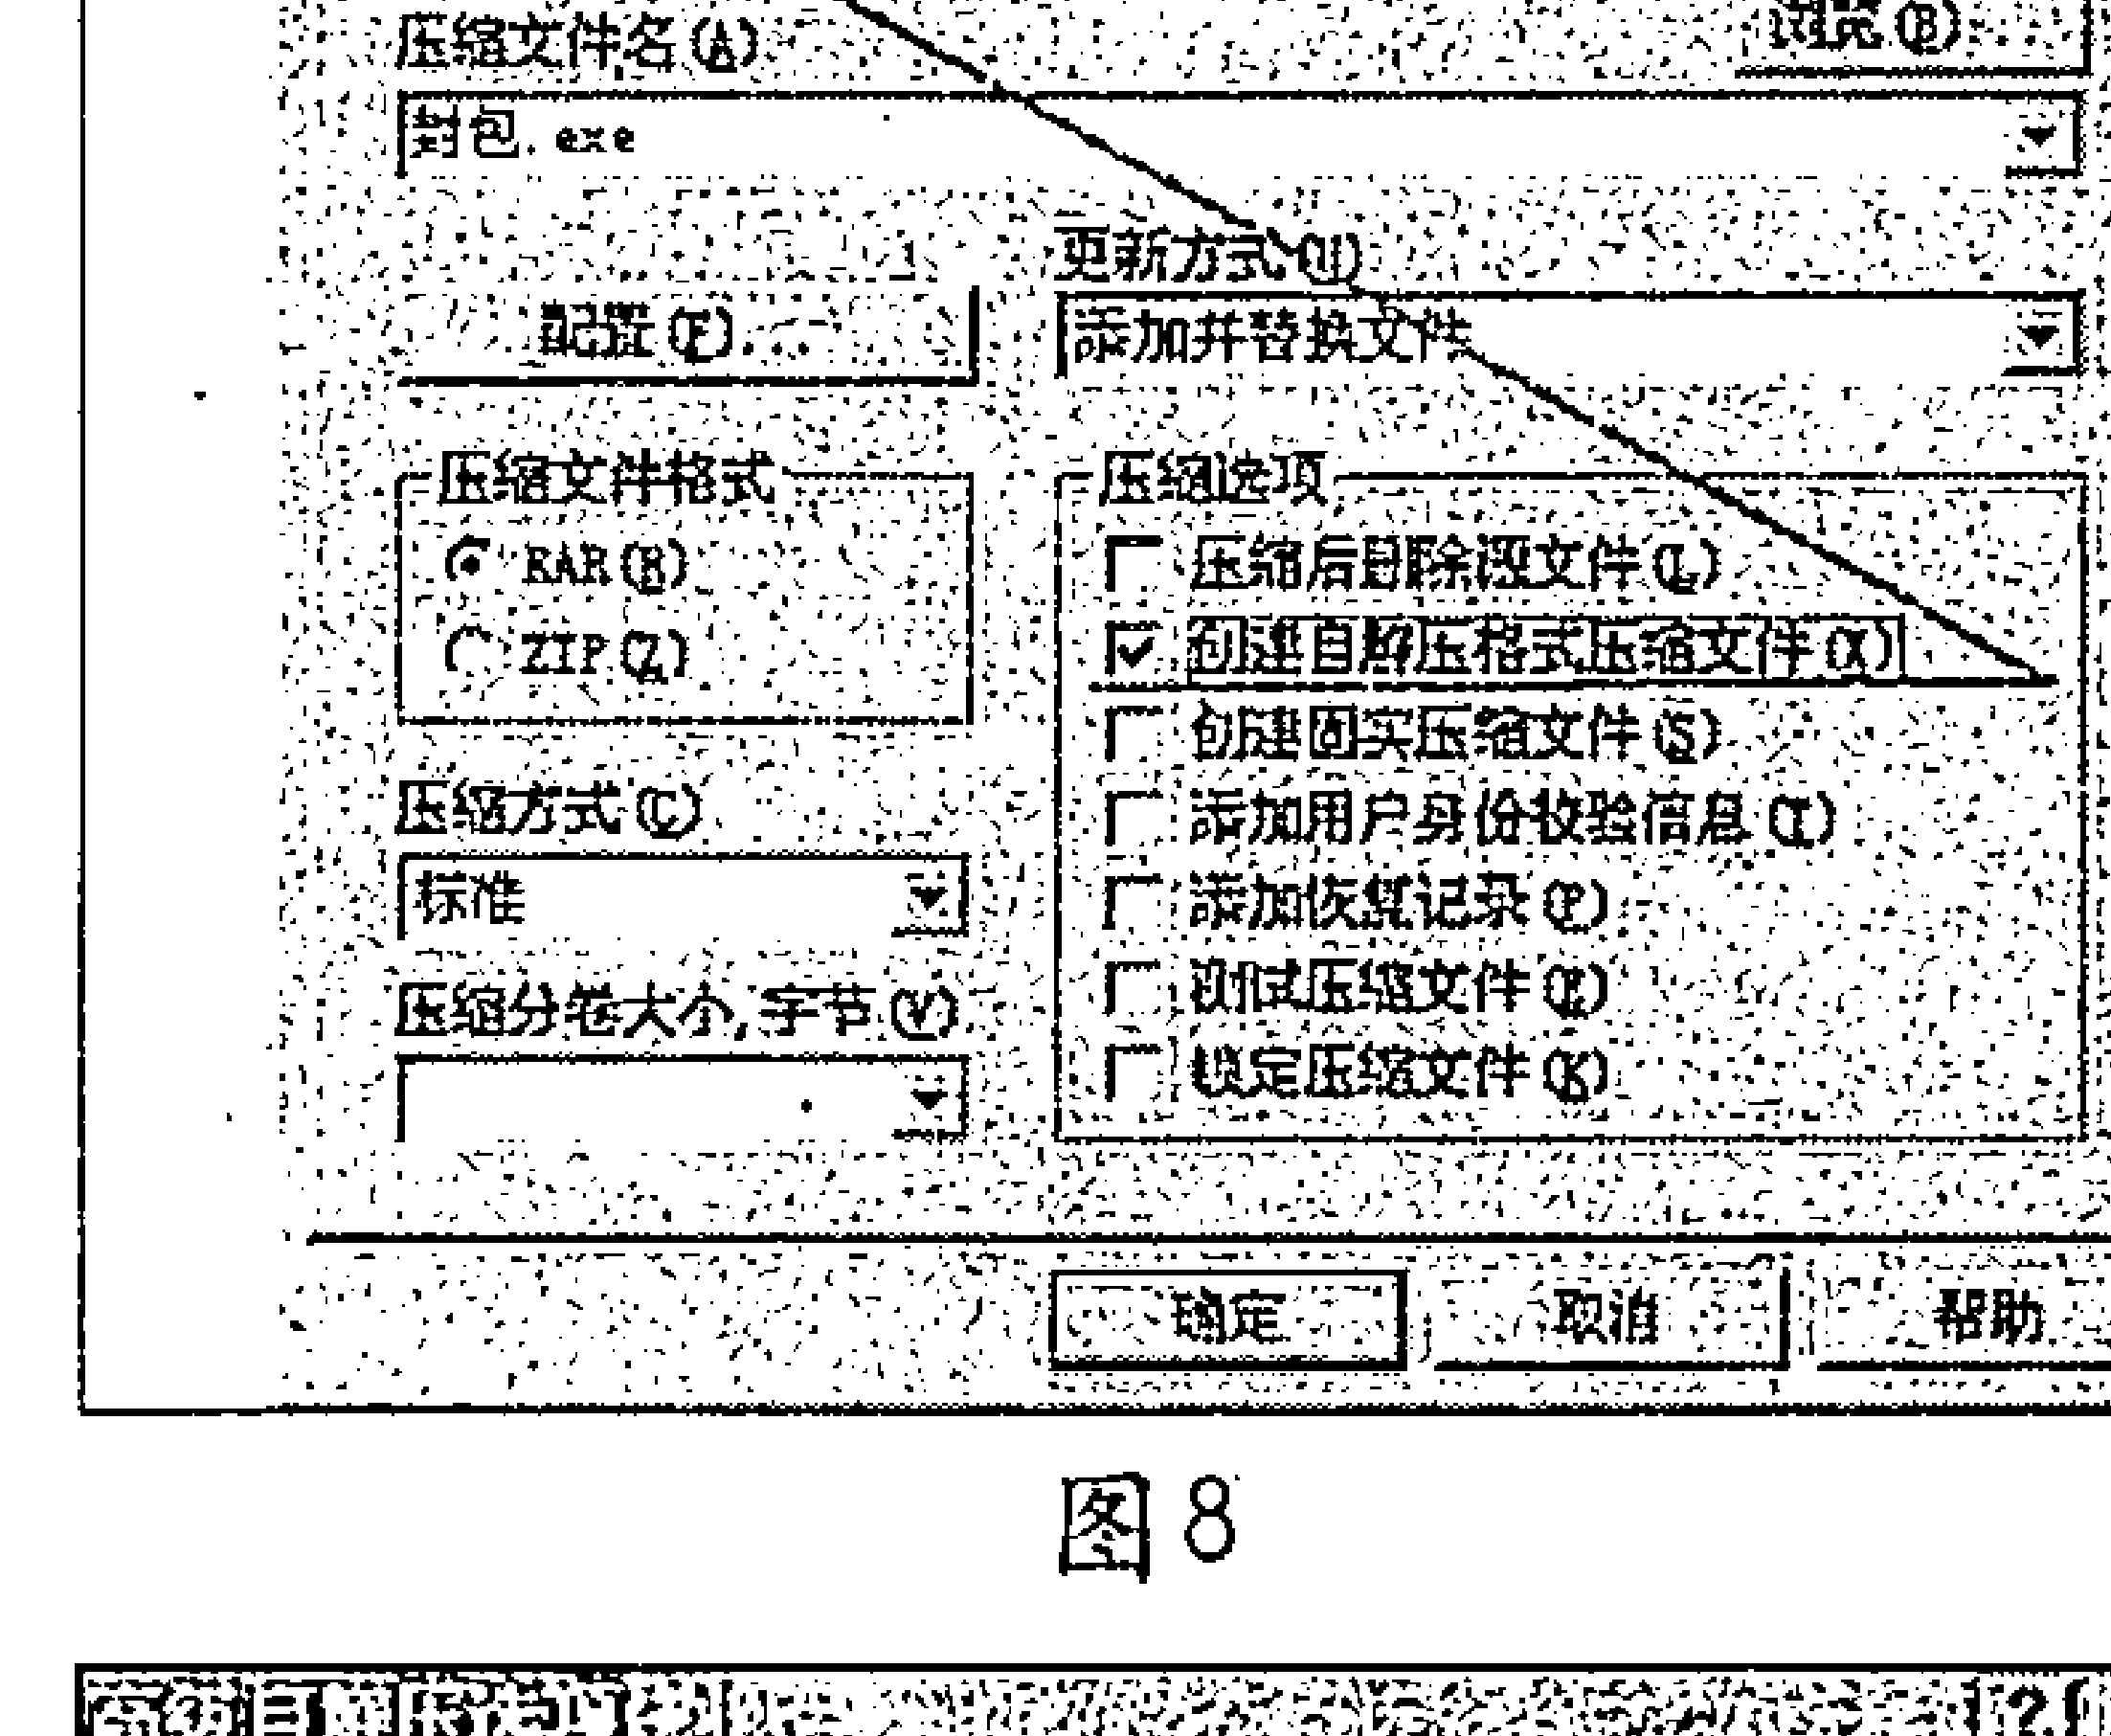 压缩文件名(A)
浏览(B)
封包.exe
更新方式(U)
配置(F)...
添加并替换文件
压缩文件格式
压缩选项
RAR(R)
压缩后删除源文件(L)
ZIP(Z)
创建自解压格式压缩文件(X)
创建固实压缩文件(S)
压缩方式(C)
添加用户身份校验信息(I)
标准
添加恢复记录(P)
压缩分卷大小,字节(V)
测试压缩文件
锁定压缩文件(K)
确定
取消
帮助
图8